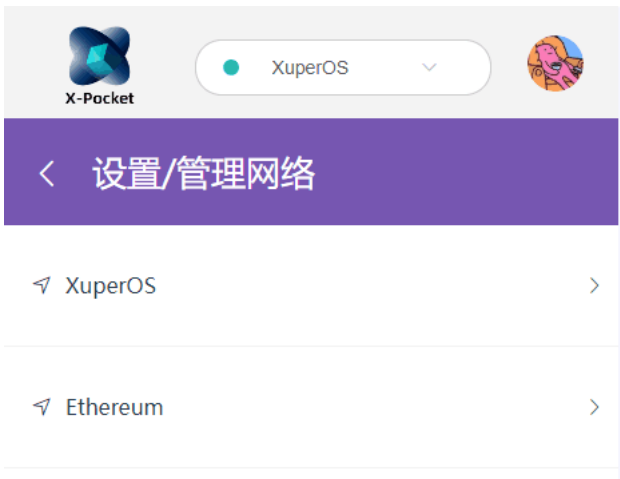 X-Pocket
XuperOS
设置/管理网络
XuperOS
Ethereum